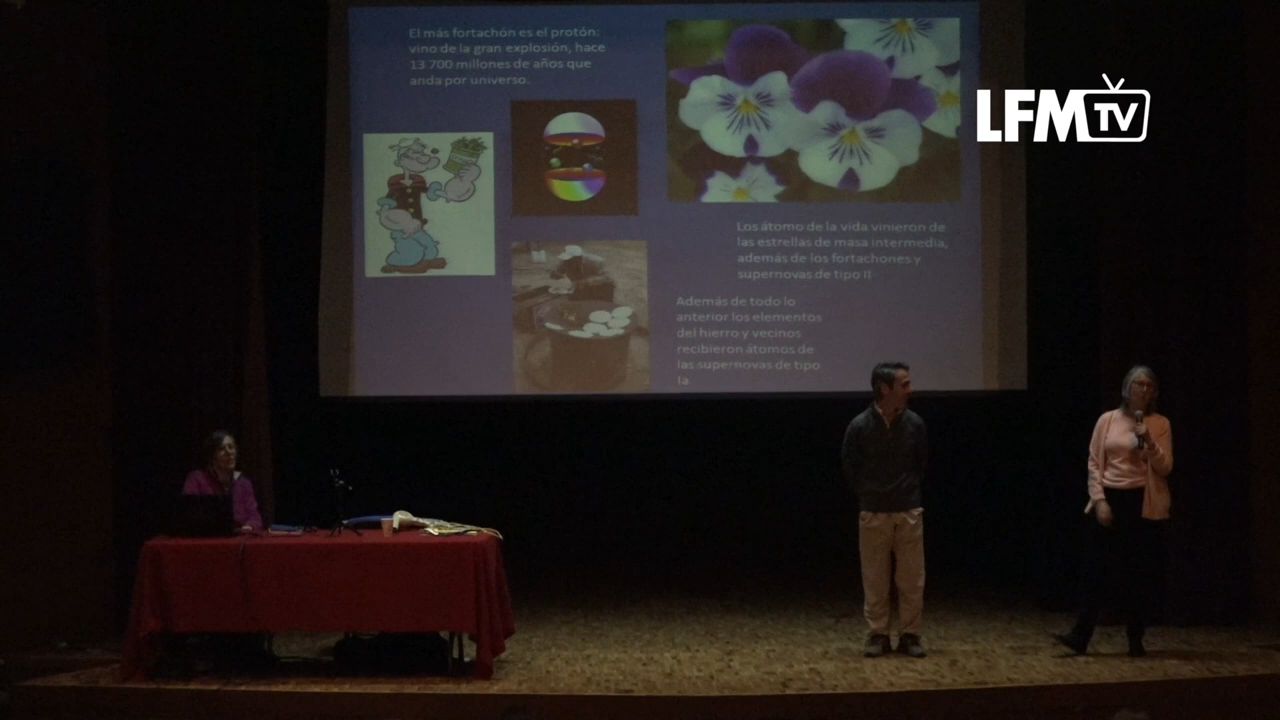 El más fortachón es el protón:
vino de la gran explosión, hace
13 700 millones de años que
anda por universo.
LFM TV
Los átomo de la vida vinieron de
las estrellas de masa intermedia,
además de los fortachones y
supernovas de tipo II
Además de todo lo
anterior los elementos
del hierro y vecinos
recibieron átomos de
las supernovas de tipo
Ia